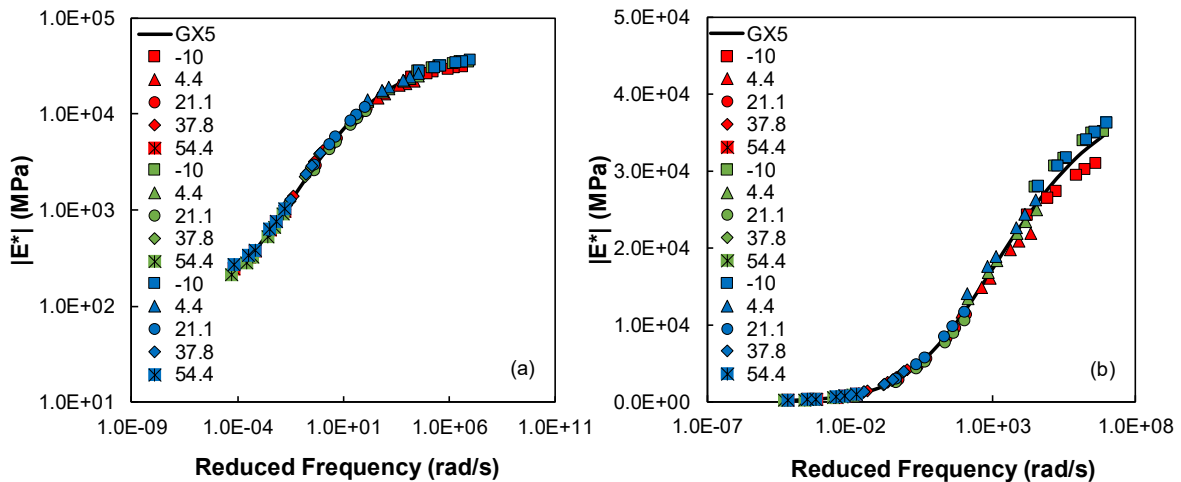 1.0E+05
1.0E+04
1.0E+03
1.0E+02
1.0E+01
|E*| (MPa)
GX5
-10
4.4
21.1
37.8
54.4
-10
4.4
21.1
37.8
54.4
-10
4.4
21.1
37.8
54.4
(a)
1.0E-09
1.0E-04
1.0E+01
1.0E+06
1.0E+11
Reduced Frequency (rad/s)
5.0E+04
4.0E+04
3.0E+04
2.0E+04
1.0E+04
0.0E+00
|E*| (MPa)
GX5
-10
4.4
21.1
37.8
54.4
-10
4.4
21.1
37.8
54.4
-10
4.4
21.1
37.8
54.4
(b)
1.0E-07
1.0E-02
1.0E+03
1.0E+08
Reduced Frequency (rad/s)